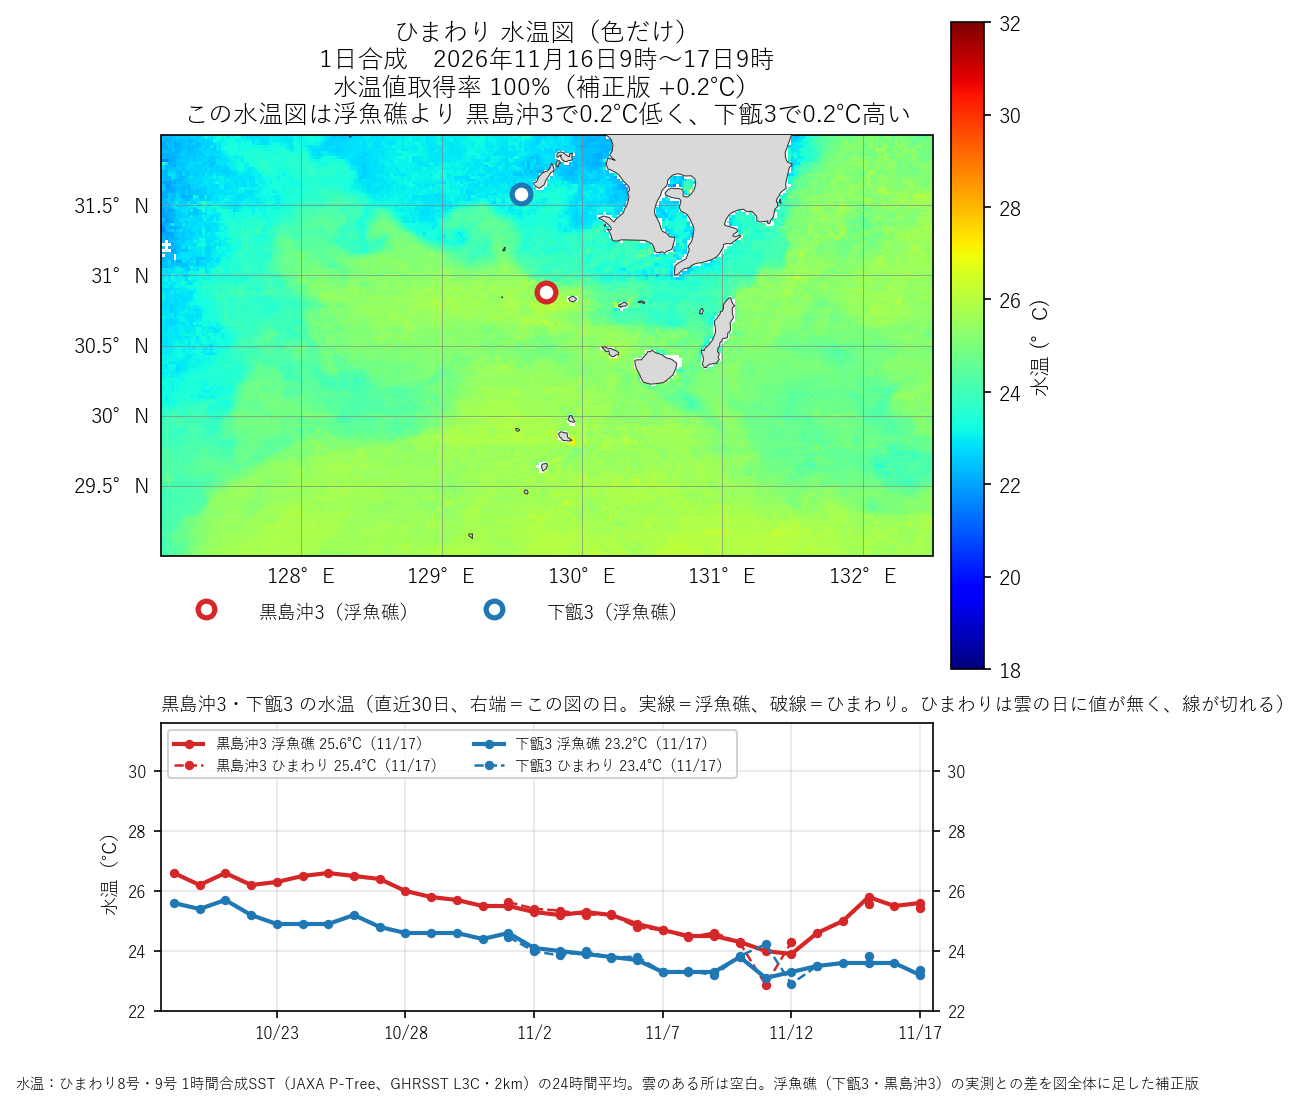 ひまわり 水温図（色だけ）
1日合成　2026年11月16日9時～17日9時
水温値取得率 100%（補正版 +0.2℃）
この水温図は浮魚礁より 黒島沖3で0.2℃低く、下甑3で0.2℃高い
31.5° N
31° N
30.5° N
30° N
29.5° N
128° E 129° E 130° E 131° E 132° E
32
30
28
26
24
22
20
18
水温（° C）
黒島沖3（浮魚礁） 下甑3（浮魚礁）
黒島沖3・下甑3 の水温（直近30日、右端＝この図の日。実線＝浮魚礁、破線＝ひまわり。ひまわりは雲の日に値が無く、線が切れる）
黒島沖3 浮魚礁 25.6℃（11/17） 下甑3 浮魚礁 23.2℃（11/17）
黒島沖3 ひまわり 25.4℃（11/17） 下甑3 ひまわり 23.4℃（11/17）
水温（℃）
30 30
28 28
26 26
24 24
22 22
10/23 10/28 11/2 11/7 11/12 11/17
水温：ひまわり8号・9号 1時間合成SST（JAXA P-Tree、GHRSST L3C・2km）の24時間平均。雲のある所は空白。浮魚礁（下甑3・黒島沖3）の実測との差を図全体に足した補正版